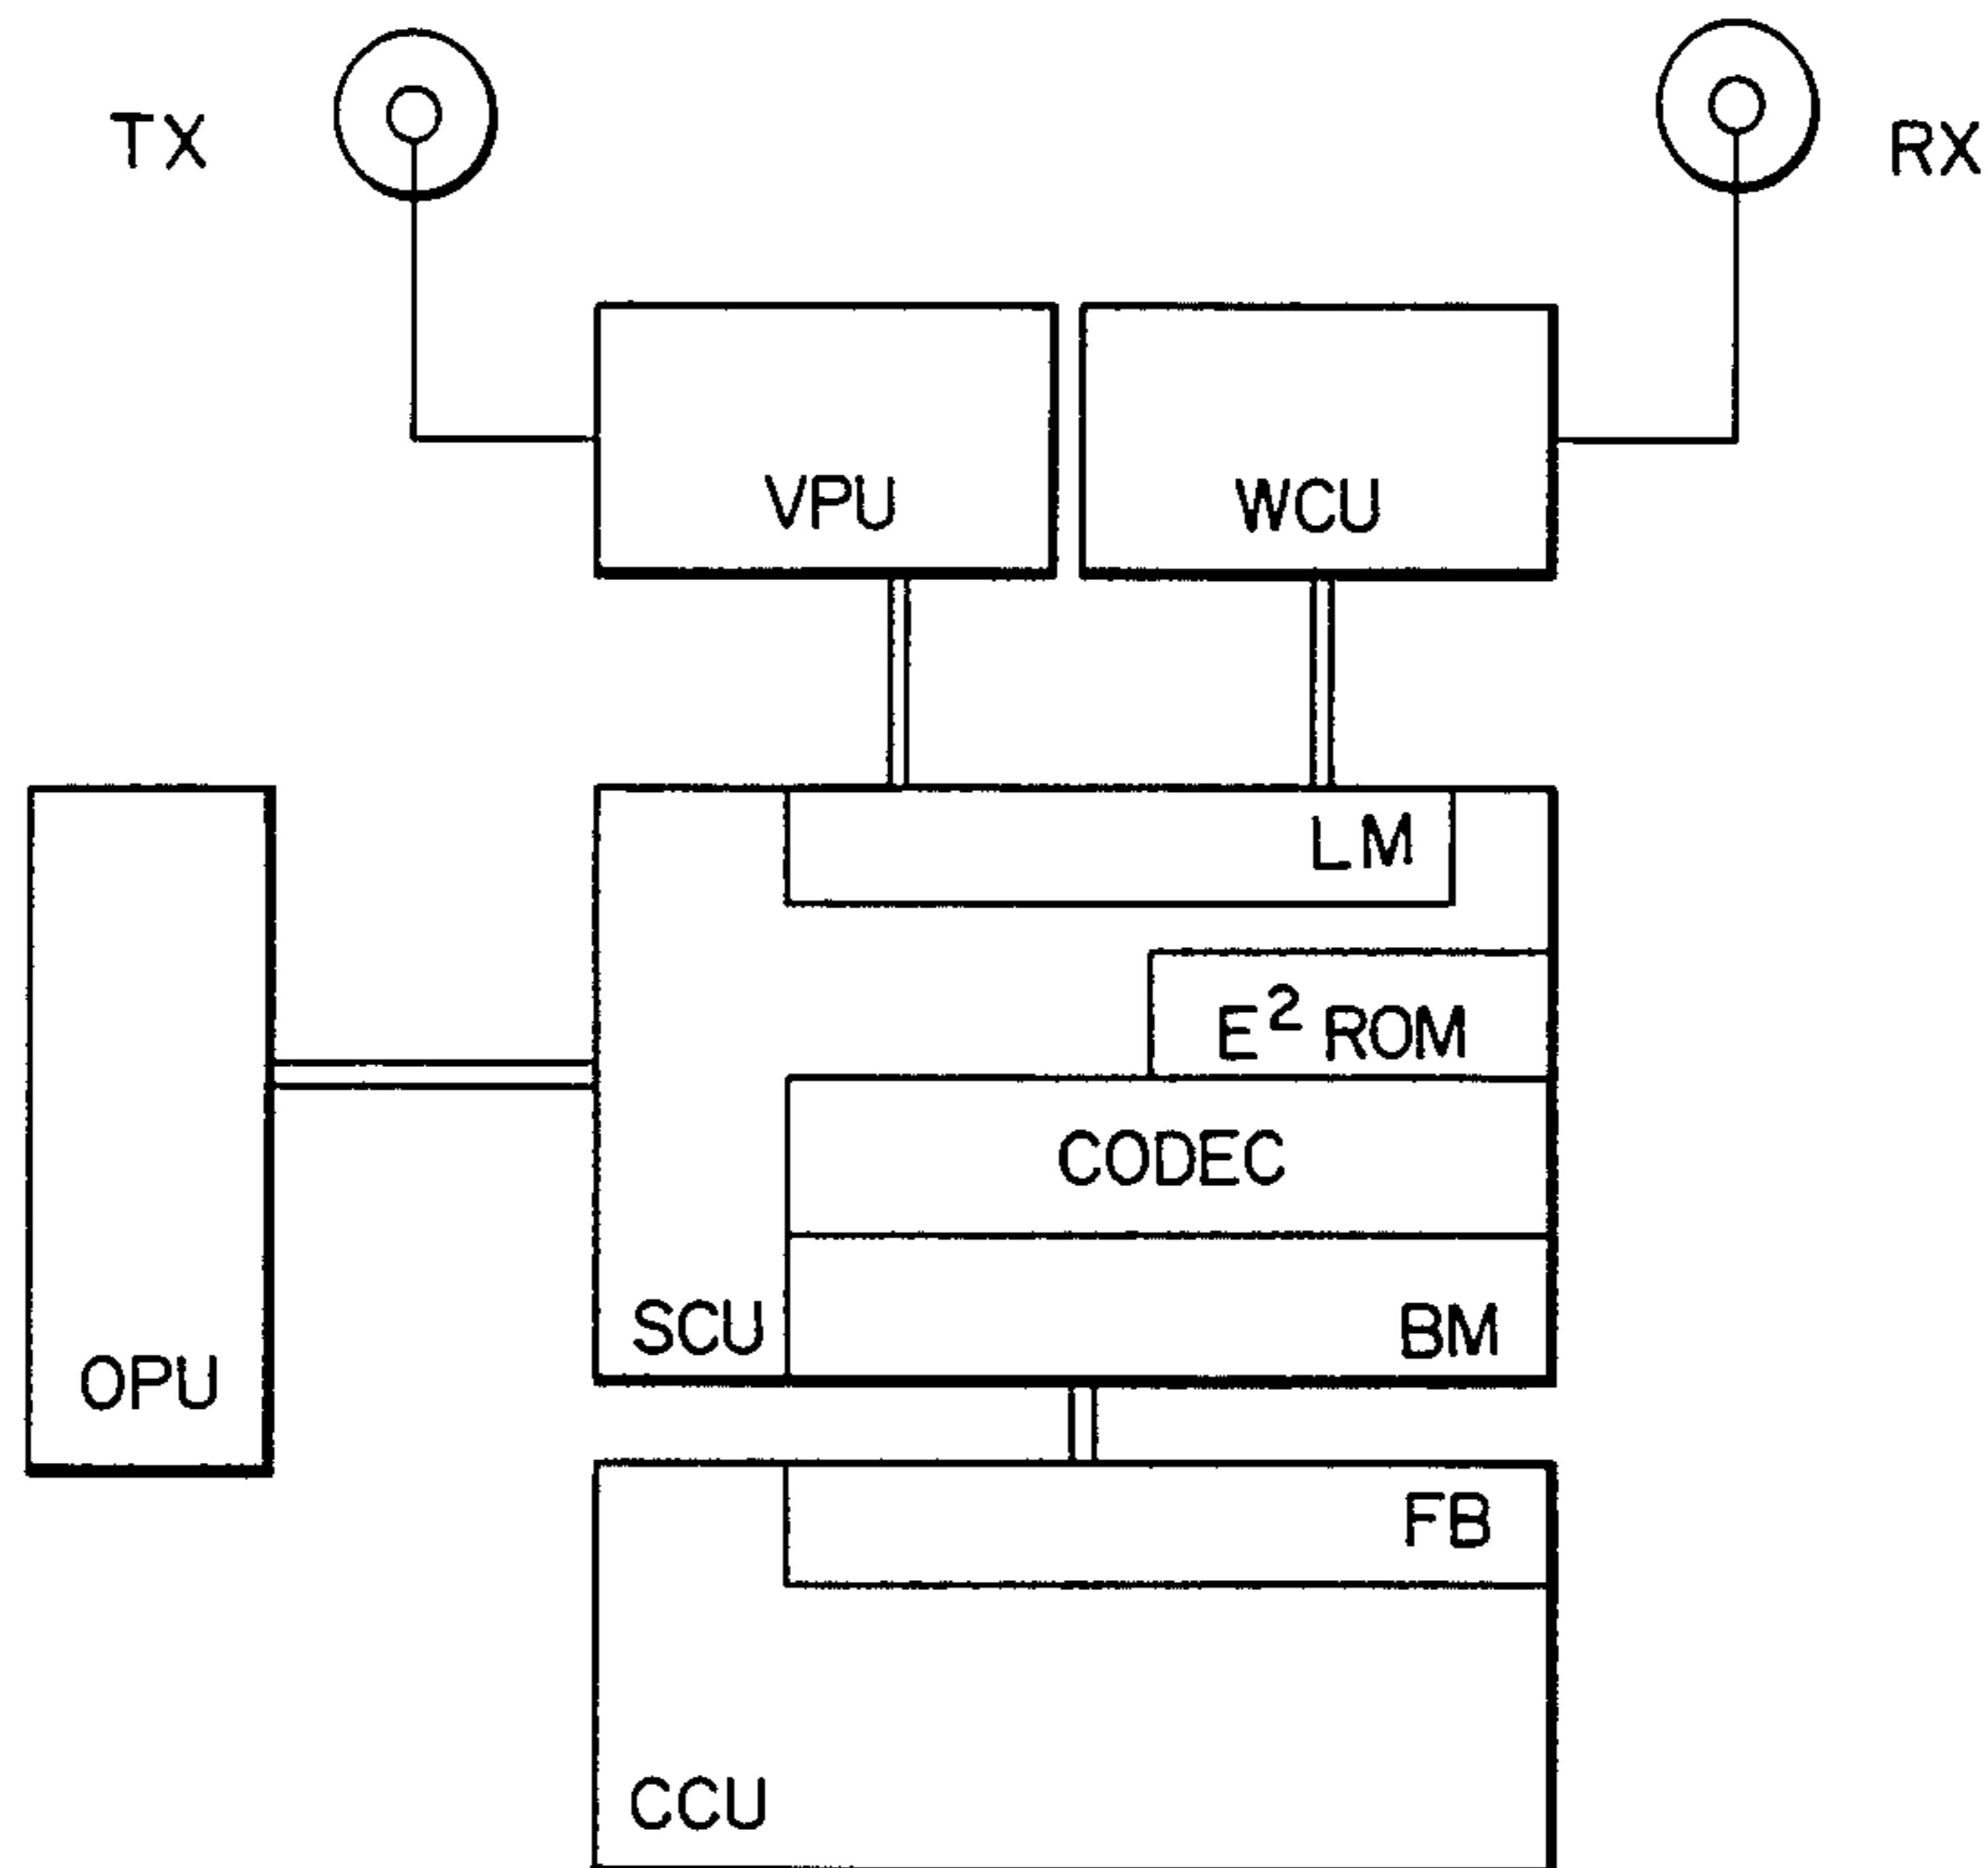 TX
RX
VPU
WCU
LM
E² ROM
CODEC
SCU
BM
OPU
FB
CCU